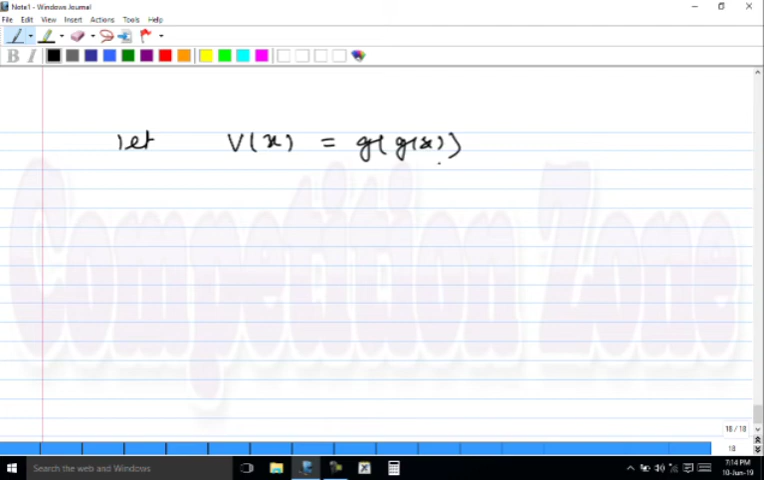 Note1 - Windows Journal
File Edit View Insert Actions Tools Help
B I
let V(x) = g(g(x))
Competition Zone
18 / 18
18
Search the web and Windows
7:14 PM
10-Jun-19